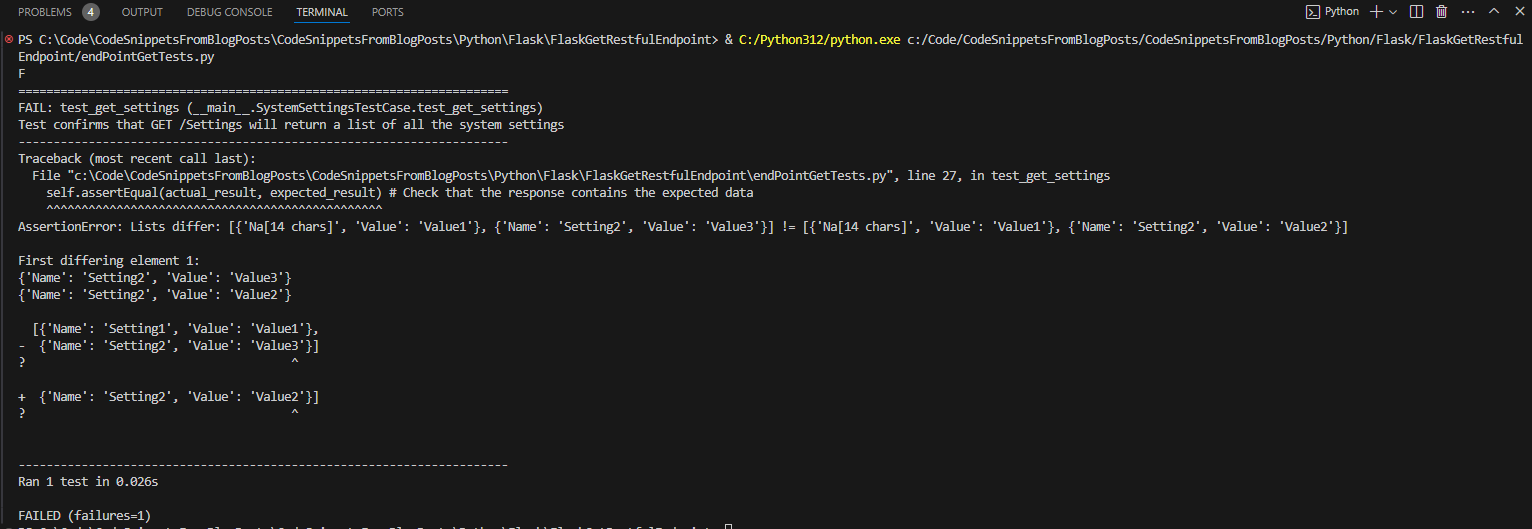 PROBLEMS 4 OUTPUT DEBUG CONSOLE TERMINAL PORTS Python
PS C:\Code\CodeSnippetsFromBlogPosts\CodeSnippetsFromBlogPosts\Python\Flask\FlaskGetRestfulEndpoint> & C:/Python312/python.exe c:/Code/CodeSnippetsFromBlogPosts/CodeSnippetsFromBlogPosts/Python/Flask/FlaskGetRestful
Endpoint/endPointGetTests.py
F
======================================================================
FAIL: test_get_settings (__main__.SystemSettingsTestCase.test_get_settings)
Test confirms that GET /Settings will return a list of all the system settings
----------------------------------------------------------------------
Traceback (most recent call last):
  File "c:\Code\CodeSnippetsFromBlogPosts\CodeSnippetsFromBlogPosts\Python\Flask\FlaskGetRestfulEndpoint\endPointGetTests.py", line 27, in test_get_settings
    self.assertEqual(actual_result, expected_result) # Check that the response contains the expected data
    ^^^^^^^^^^^^^^^^^^^^^^^^^^^^^^^^^^^^^^^^^^^^^^^^
AssertionError: Lists differ: [{'Na[14 chars]', 'Value': 'Value1'}, {'Name': 'Setting2', 'Value': 'Value3'}] != [{'Na[14 chars]', 'Value': 'Value1'}, {'Name': 'Setting2', 'Value': 'Value2'}]
First differing element 1:
{'Name': 'Setting2', 'Value': 'Value3'}
{'Name': 'Setting2', 'Value': 'Value2'}
  [{'Name': 'Setting1', 'Value': 'Value1'},
-  {'Name': 'Setting2', 'Value': 'Value3'}]
?                                      ^
+  {'Name': 'Setting2', 'Value': 'Value2'}]
?                                      ^
----------------------------------------------------------------------
Ran 1 test in 0.026s
FAILED (failures=1)